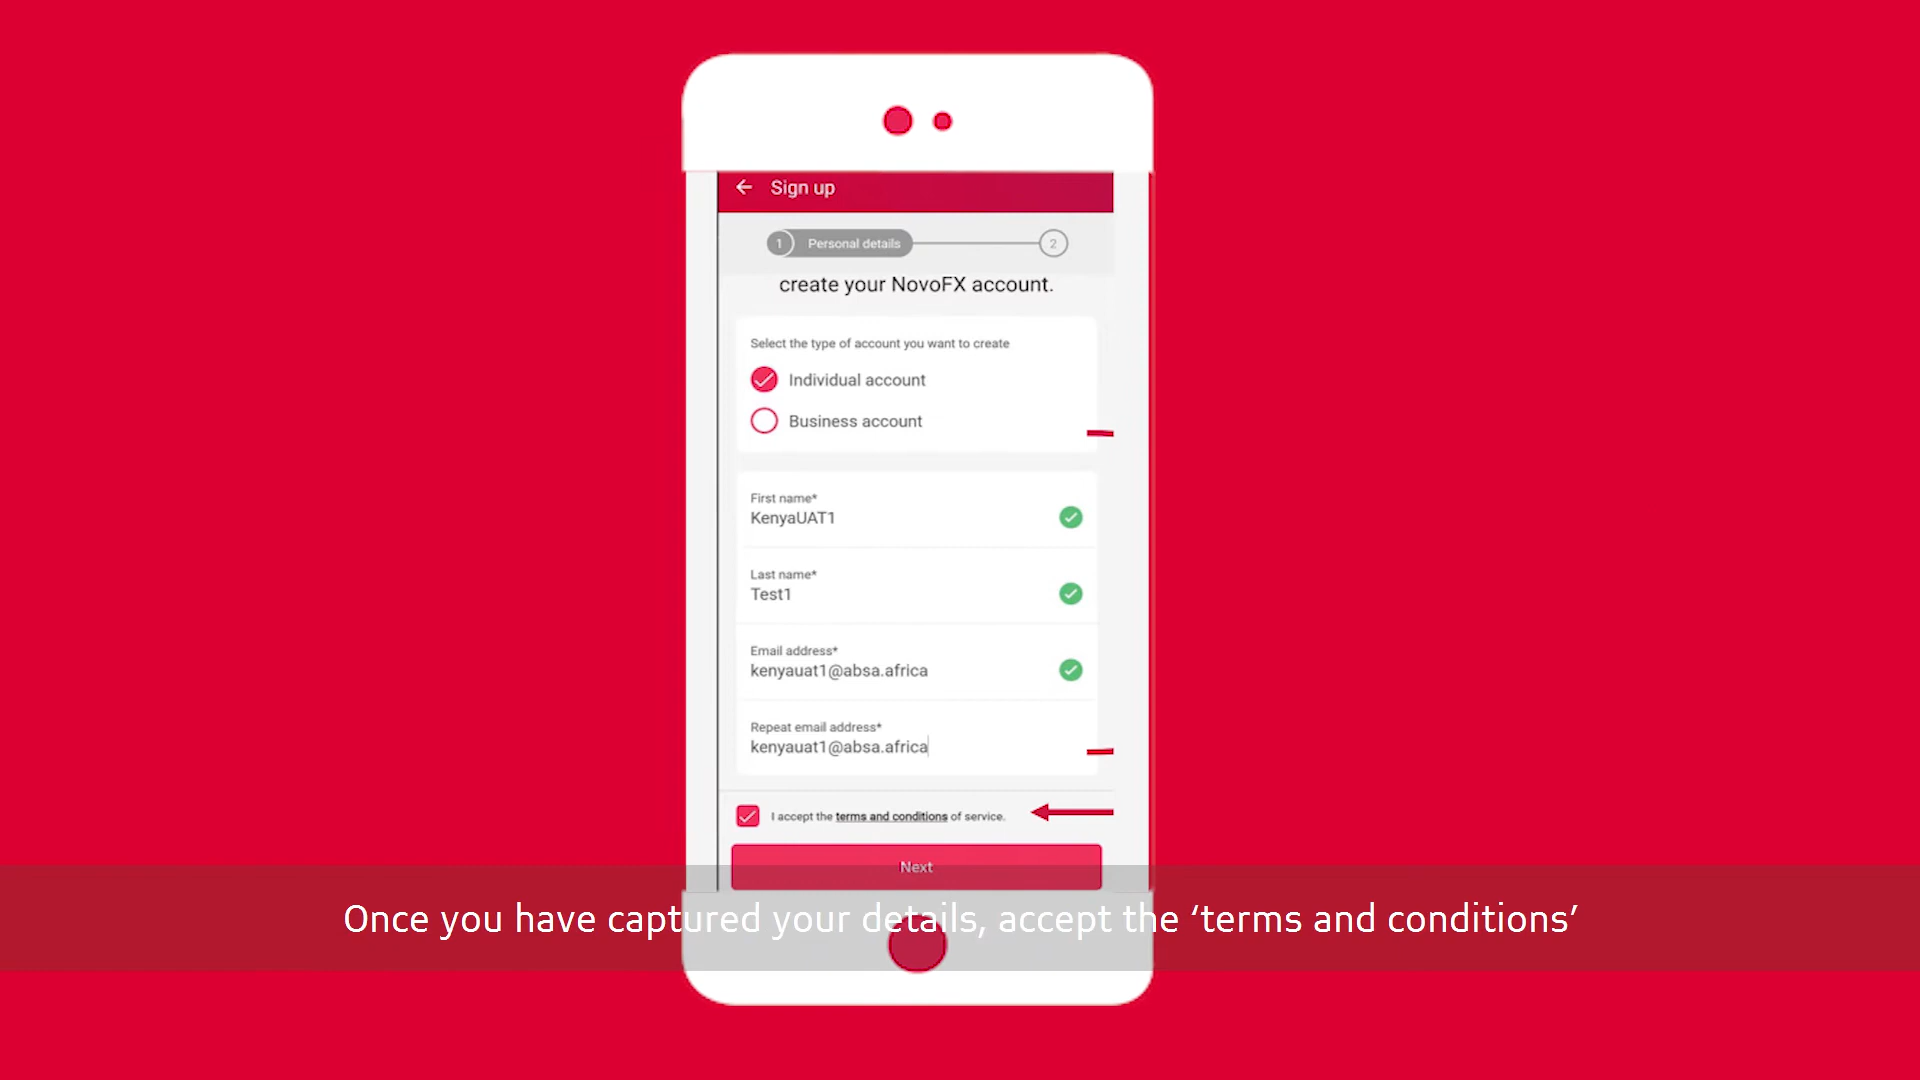 Sign up
1 Personal details 2
create your NovoFX account.
Select the type of account you want to create
Individual account
Business account
First name*
KenyaUAT1
Last name*
Test1
Email address*
kenyauat1@absa.africa
Repeat email address*
kenyauat1@absa.africa
I accept the terms and conditions of service.
Next
Once you have captured your details, accept the ‘terms and conditions’